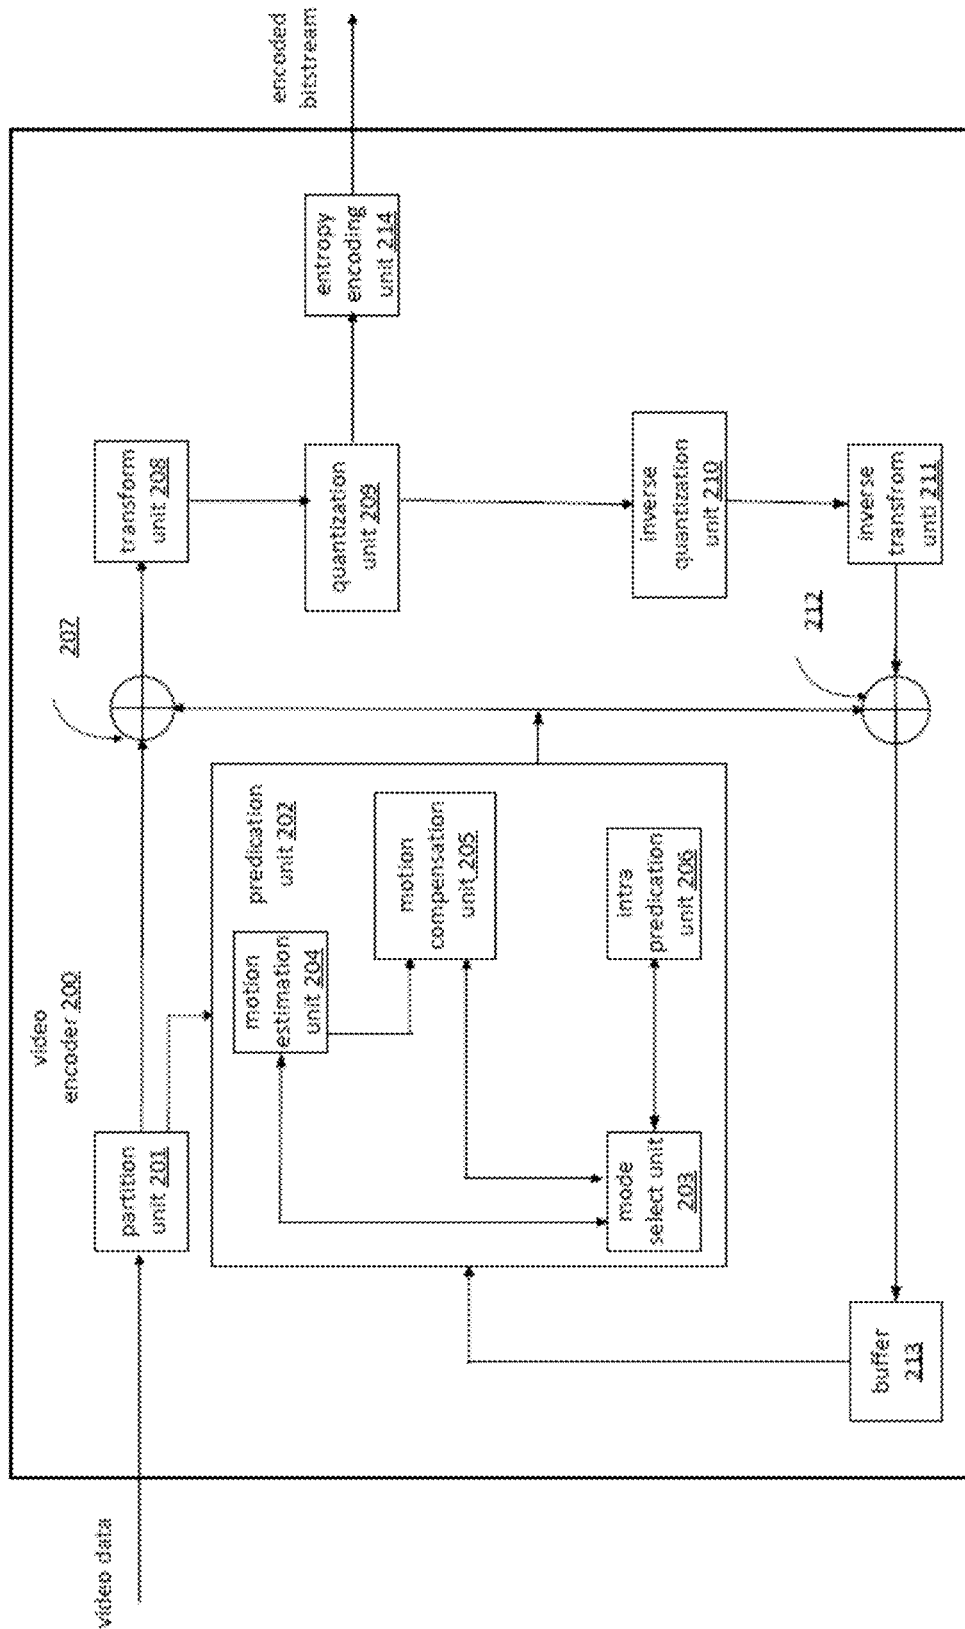 video data
video
encoder 200
partition
unit 201
207
transform
unit 208
encoded
bitstream
predication
unit 202
motion
estimation
unit 204
motion
compensation
unit 205
mode
select unit
203
intra
predication
unit 206
quantization
unit 209
entropy
encoding
unit 214
inverse
quantization
unit 210
212
inverse
transfrom
unti 211
buffer
213